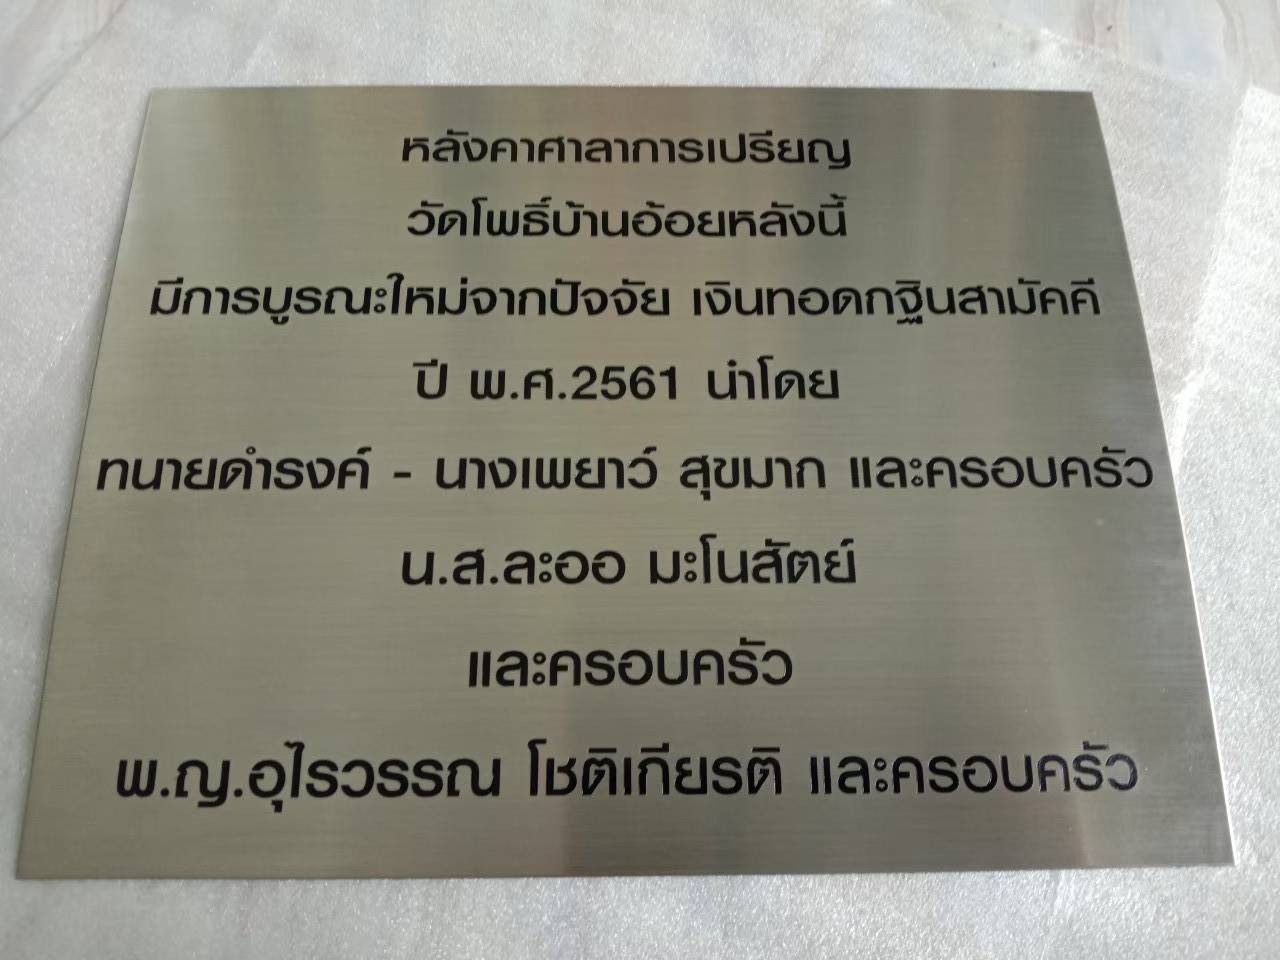 หลังคาศาลาการเปรียญ
วัดโพธิ์บ้านอ้อยหลังนี้
มีการบูรณะใหม่จากปัจจัย เงินทอดกฐินสามัคคี
ปี พ.ศ.2561 นำโดย
ทนายดำรงค์ - นางเพยาว์ สุขมาก และครอบครัว
น.ส.ละออ มะโนสัตย์
และครอบครัว
พ.ญ.อุไรวรรณ โชติเกียรติ และครอบครัว